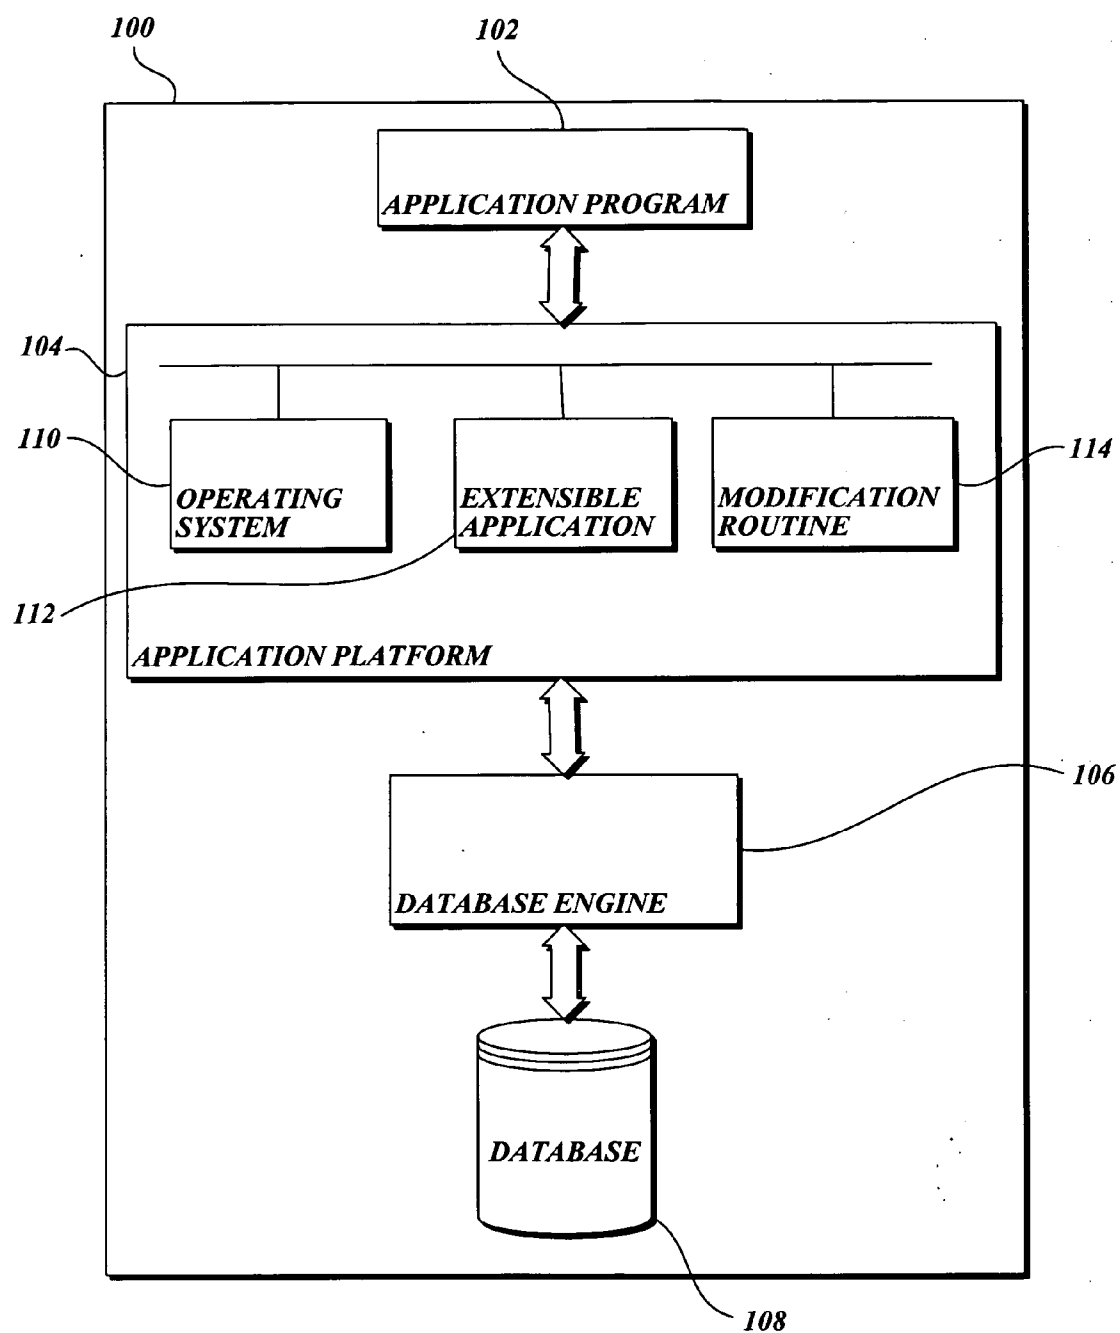 100
102
APPLICATION PROGRAM
104
110
OPERATING
SYSTEM
EXTENSIBLE
APPLICATION
MODIFICATION
ROUTINE
114
112
APPLICATION PLATFORM
106
DATABASE ENGINE
DATABASE
108